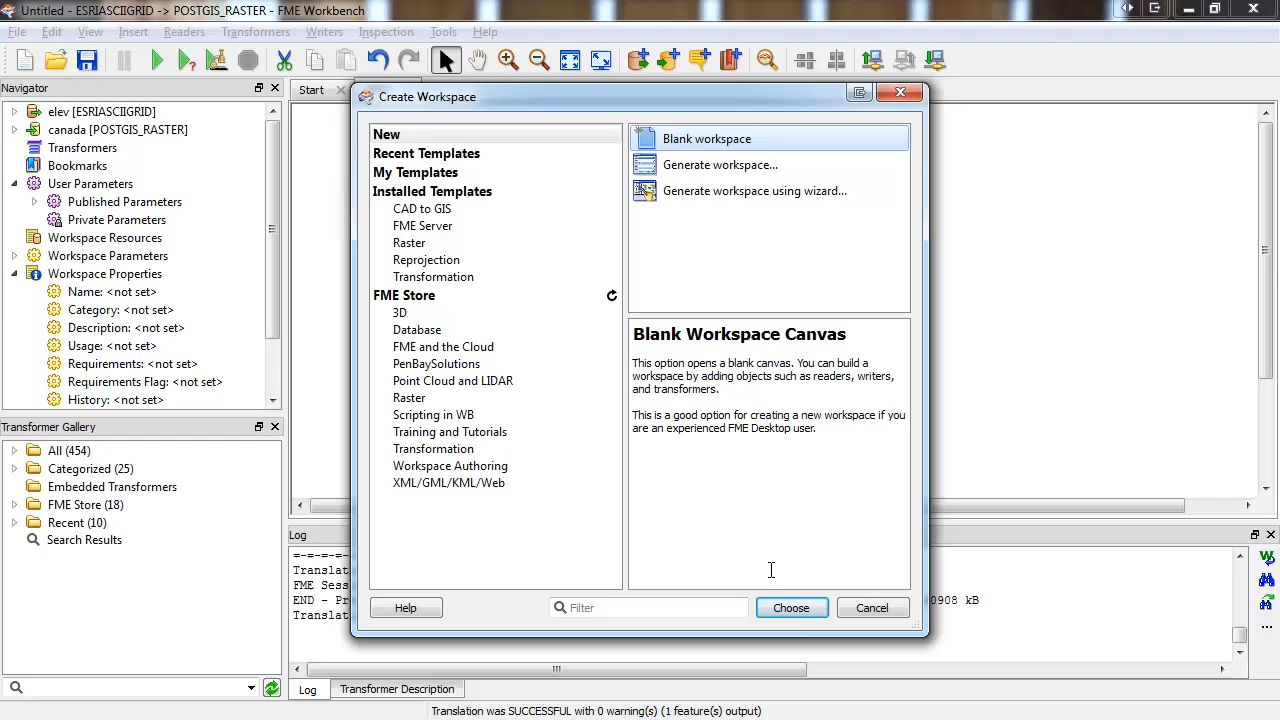 Untitled - ESRIASCIIGRID -> POSTGIS_RASTER - FME Workbench
File Edit View Insert Readers Transformers Writers Inspection Tools Help
Navigator
elev [ESRIASCIIGRID]
canada [POSTGIS_RASTER]
Transformers
Bookmarks
User Parameters
Published Parameters
Private Parameters
Workspace Resources
Workspace Parameters
Workspace Properties
Name: <not set>
Category: <not set>
Description: <not set>
Usage: <not set>
Requirements: <not set>
Requirements Flag: <not set>
History: <not set>
Transformer Gallery
All (454)
Categorized (25)
Embedded Transformers
FME Store (18)
Recent (10)
Search Results
Start
Create Workspace
New
Recent Templates
My Templates
Installed Templates
CAD to GIS
FME Server
Raster
Reprojection
Transformation
FME Store
3D
Database
FME and the Cloud
PenBaySolutions
Point Cloud and LIDAR
Raster
Scripting in WB
Training and Tutorials
Transformation
Workspace Authoring
XML/GML/KML/Web
Blank workspace
Generate workspace...
Generate workspace using wizard...
Blank Workspace Canvas
This option opens a blank canvas. You can build a
workspace by adding objects such as readers, writers,
and transformers.
This is a good option for creating a new workspace if you
are an experienced FME Desktop user.
Help
Filter
Choose
Cancel
Log
=-=-=-=-
Translat
FME Sess
END - Pr 0908 kB
Translat
Log
Transformer Description
Translation was SUCCESSFUL with 0 warning(s) (1 feature(s) output)